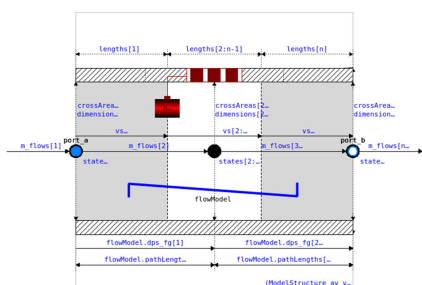 lengths[1] lengths[2:n-1] lengths[n]
crossArea… crossAreas[2… crossArea…
dimension… dimensions[2… dimension…
vs… vs[2:… vs…
port_a port_b
m_flows[1] m_flows[2] m_flows[3… m_flows[n…
state… states[2:… state…
flowModel
flowModel.dps_fg[1] flowModel.dps_fg[2…
flowModel.pathLengt… flowModel.pathLengths[…
(ModelStructure av_v…